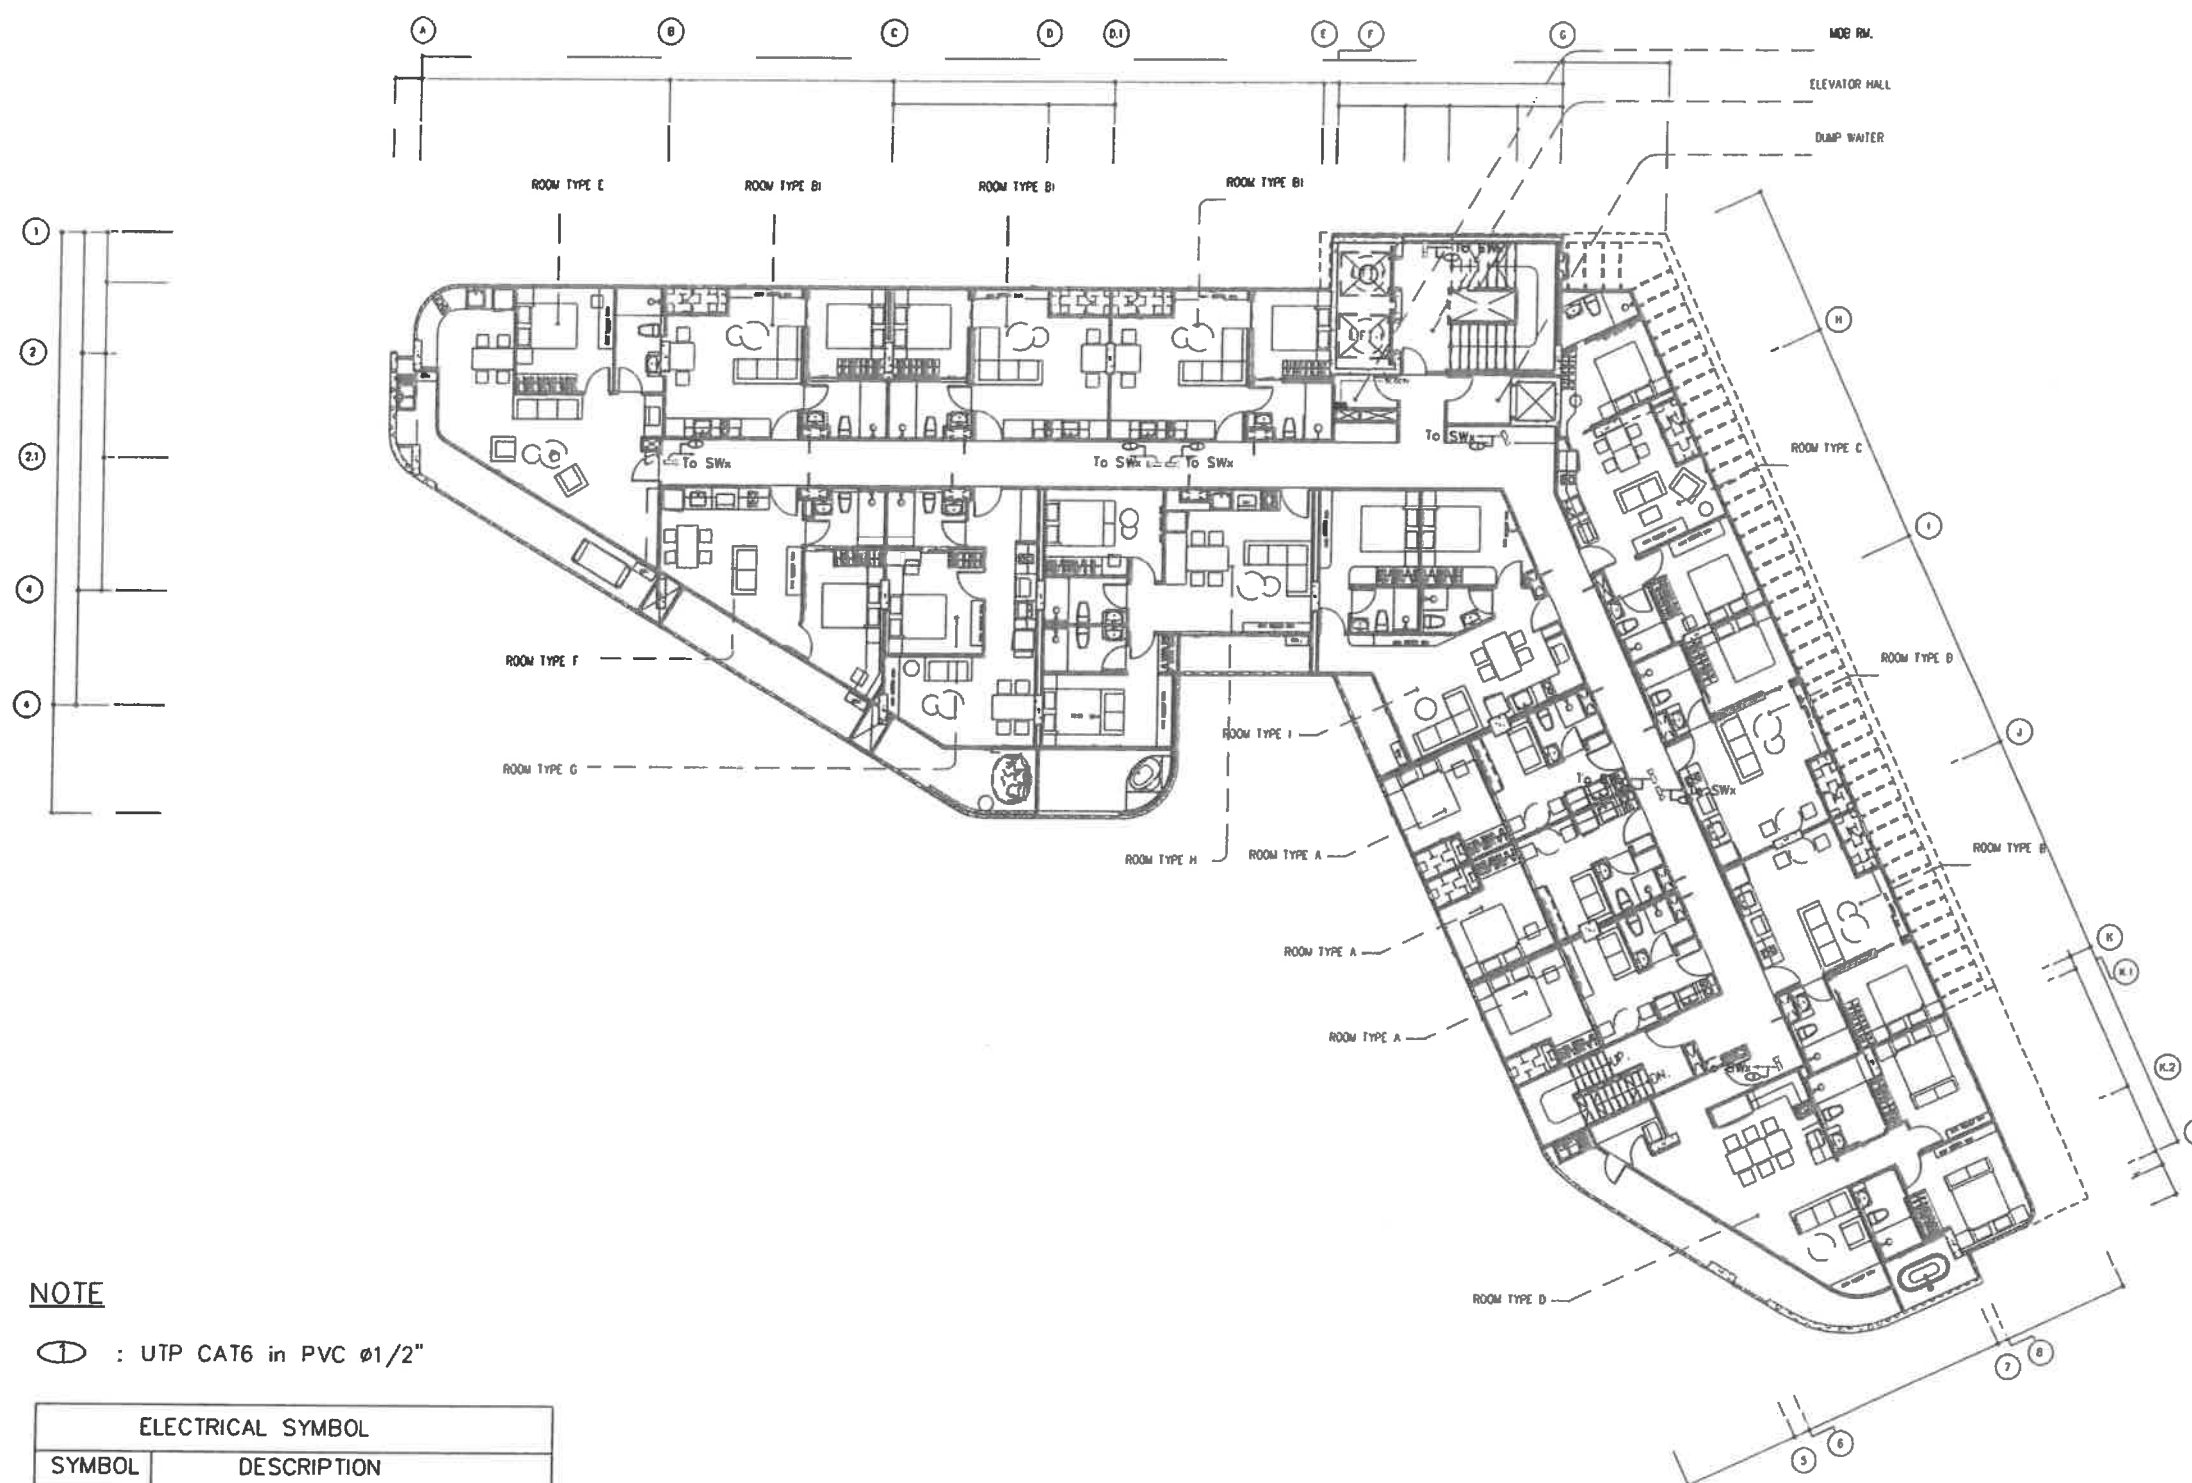 A B C D D.1 E F G
MDB RM.
ELEVATOR HALL
DUMP WAITER
ROOM TYPE E
ROOM TYPE B1
ROOM TYPE B1
ROOM TYPE B1
1
2
2.1
4
4
H
I
J
K
K.1
K.2
To SWx
To SWx
To SWx
To SWx
To SWx
ROOM TYPE C
ROOM TYPE B
ROOM TYPE B
ROOM TYPE F
ROOM TYPE G
ROOM TYPE I
ROOM TYPE H
ROOM TYPE A
ROOM TYPE A
ROOM TYPE A
SWx
SWx
UP.
DN.
ROOM TYPE D
7
8
5
6
NOTE
1 : UTP CAT6 in PVC ø1/2"
ELECTRICAL SYMBOL
SYMBOL DESCRIPTION